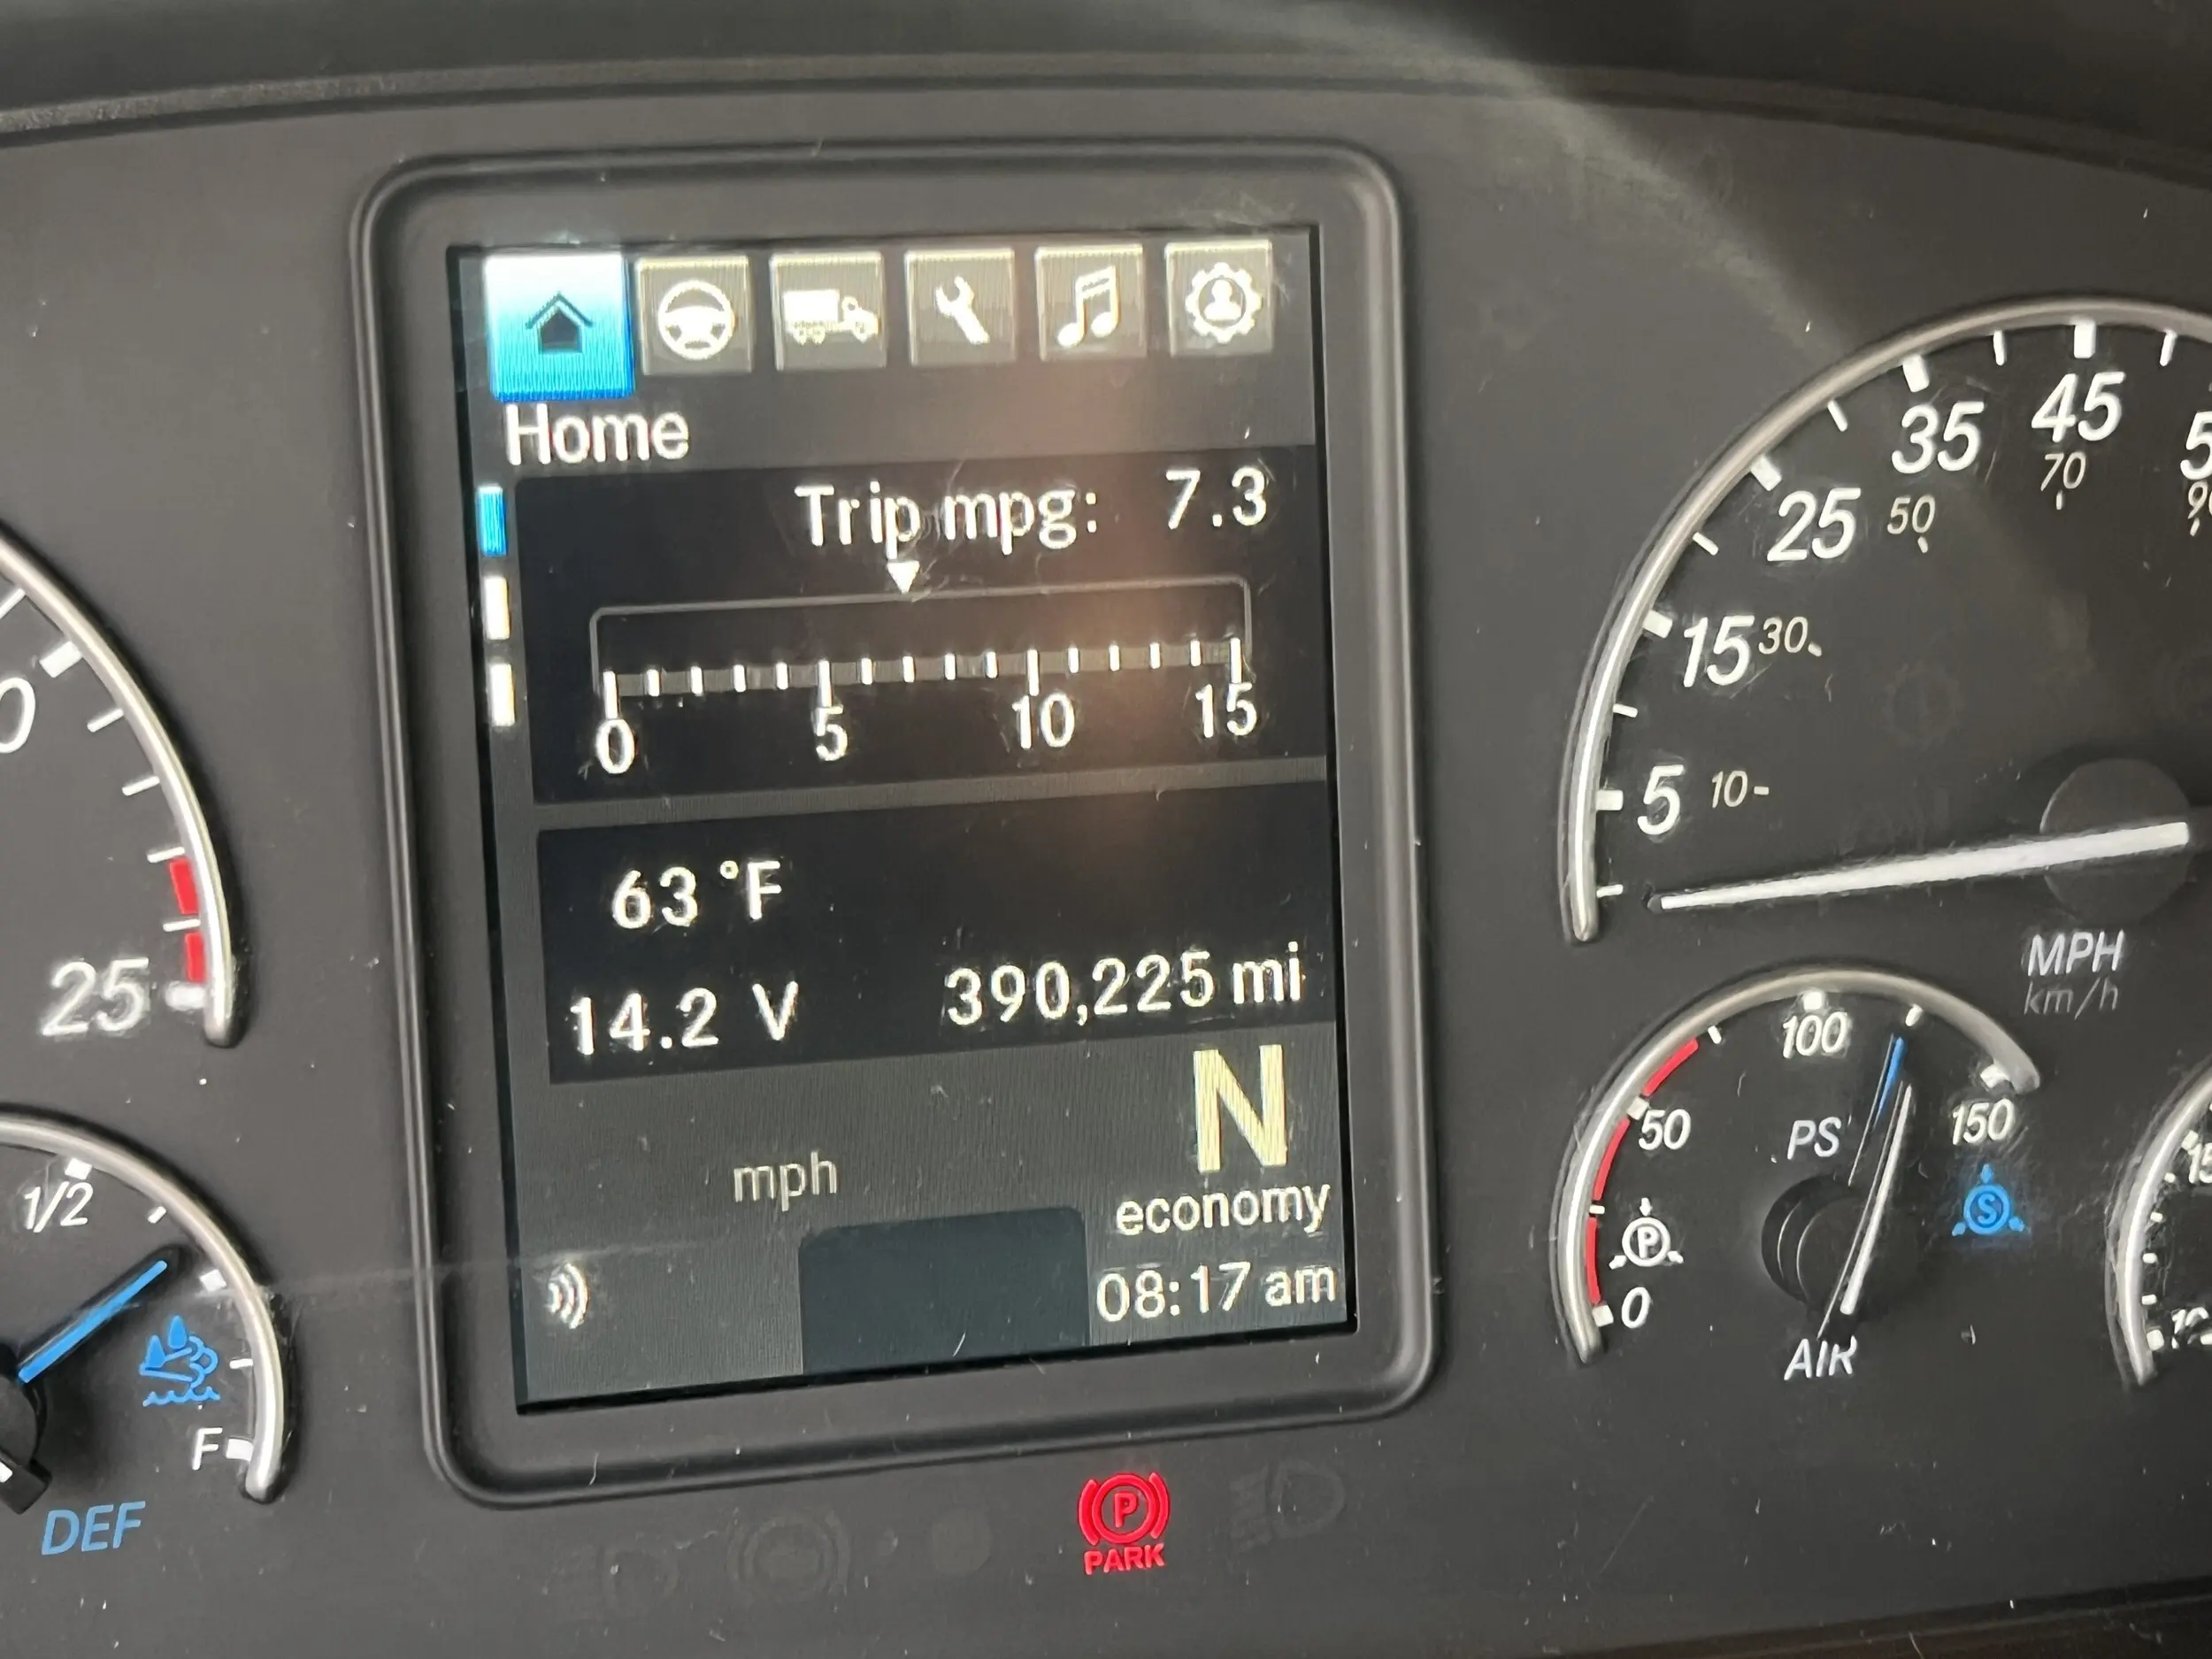 Home
Trip mpg: 7.3
0 5 10 15
63 °F
14.2 V 390,225 mi
N
mph
economy
08:17 am
25
1/2
F
DEF
PARK
5 15 25 35 45
10 30 50 70
MPH
km/h
0 50 100 150
PS
P
S
AIR